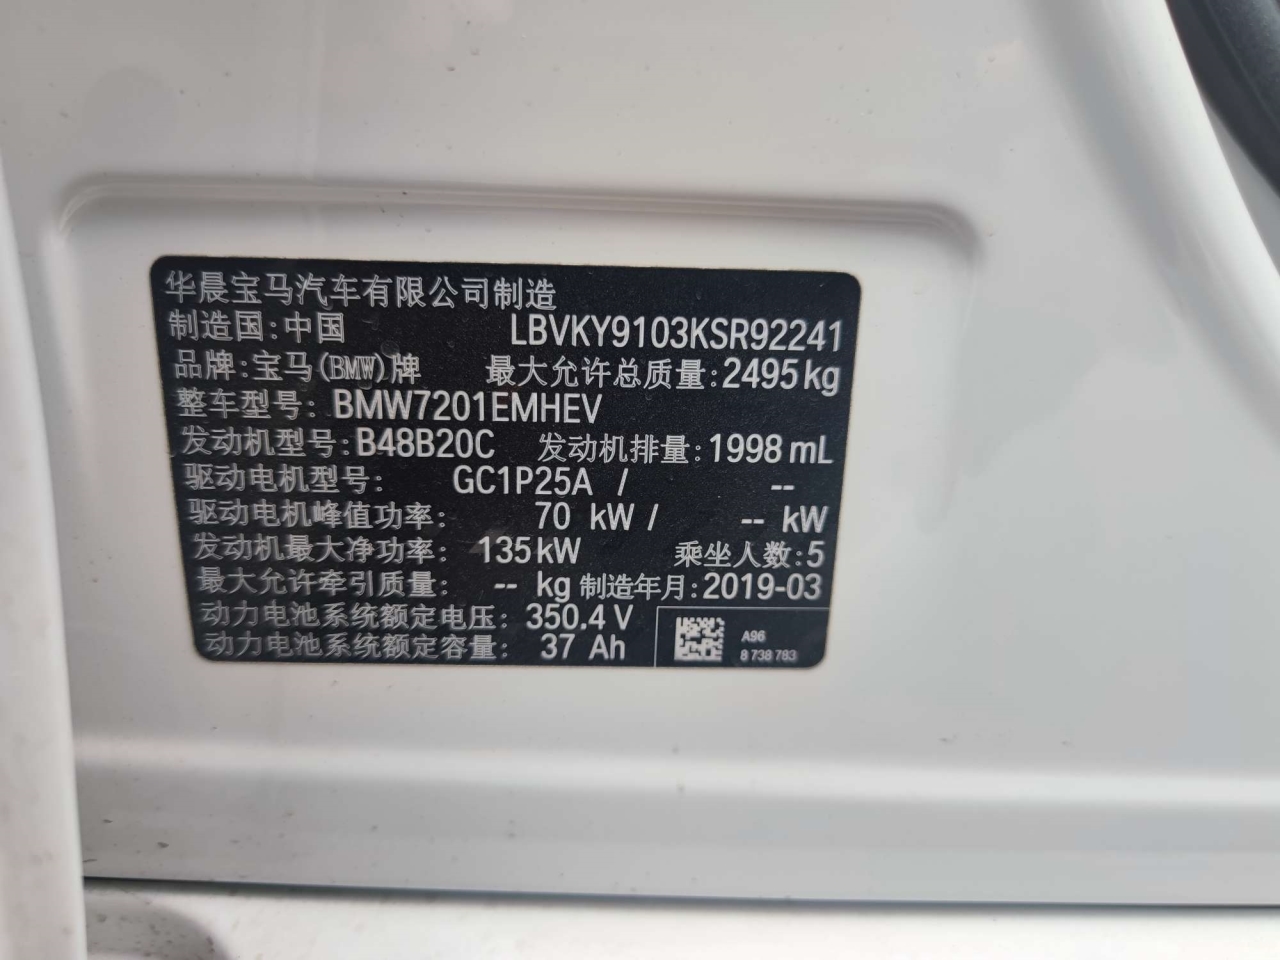 华晨宝马汽车有限公司制造
制造国:中国 LBVKY9103KSR92241
品牌:宝马(BMW)牌 最大允许总质量:2495kg
整车型号: BMW7201EMHEV
发动机型号: B48B20C 发动机排量: 1998 mL
驱动电机型号: GC1P25A / --
驱动电机峰值功率: 70 kW / -- kW
发动机最大净功率: 135kW 乘坐人数:5
最大允许牵引质量: -- kg 制造年月:2019-03
动力电池系统额定电压: 350.4 V
动力电池系统额定容量: 37 Ah
A96
8 738 783